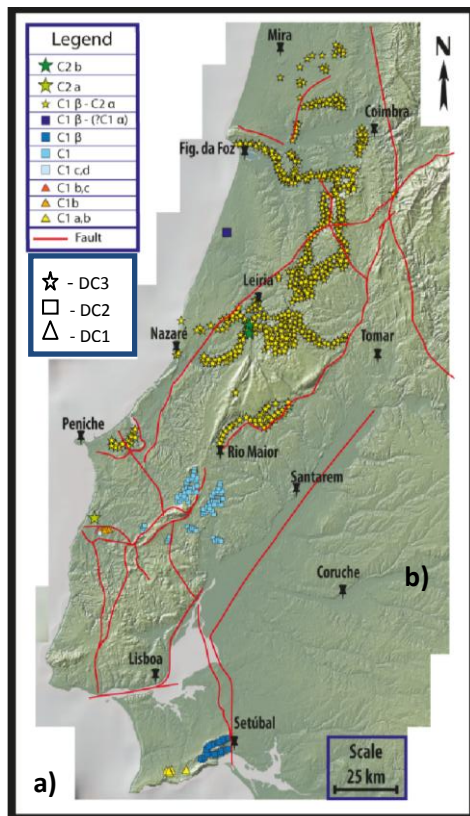 Legend
C2 b
C2 a
C1 β - C2 α
C1 β - (?C1 α)
C1 β
C1
C1 c,d
C1 b,c
C1b
C1 a,b
Fault
- DC3
- DC2
- DC1
Mira
N
Coimbra
Fig. da Foz
Leiria
Nazaré
Tomar
Peniche
Rio Maior
Santarem
b)
Coruche
Lisboa
Setúbal
Scale
25 km
a)